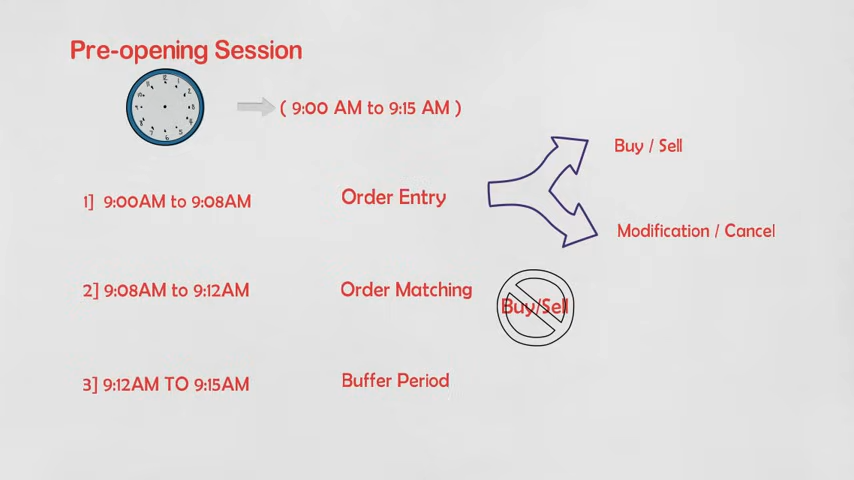 Pre-opening Session
( 9:00 AM to 9:15 AM )
Buy / Sell
1] 9:00AM to 9:08AM Order Entry
Modification / Cancel
2] 9:08AM to 9:12AM Order Matching
Buy/Sell
3] 9:12AM TO 9:15AM Buffer Period